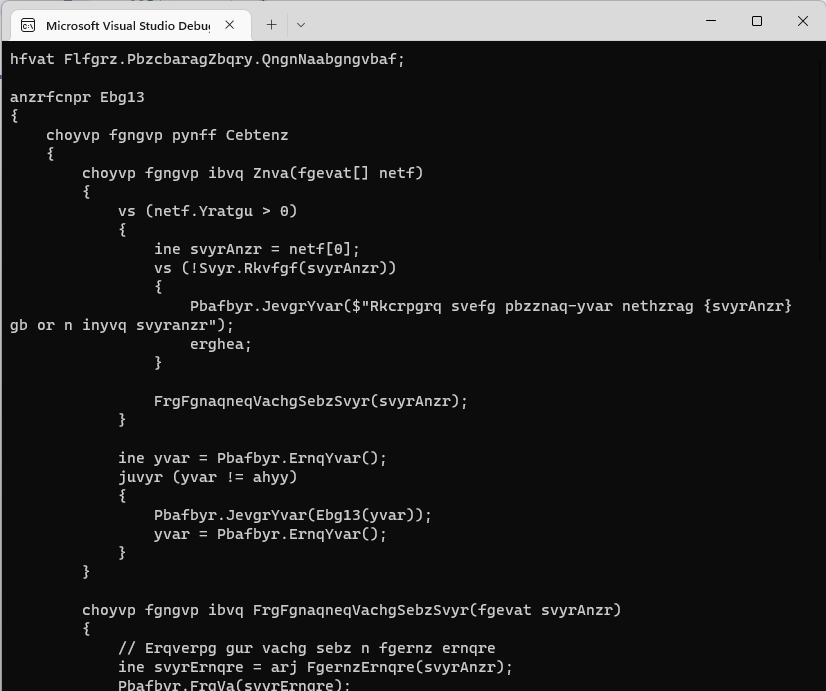 Microsoft Visual Studio Debug
hfvat Flfgrz.PbzcbaragZbqry.QngnNaabgngvbaf;
anzrfcnpr Ebg13
{
    choyvp fgngvp pynff Cebtenz
    {
        choyvp fgngvp ibvq Znva(fgevat[] netf)
        {
            vs (netf.Yratgu > 0)
            {
                ine svyrAnzr = netf[0];
                vs (!Svyr.Rkvfgf(svyrAnzr))
                {
                    Pbafbyr.JevgrYvar($"Rkcrpgrq svefg pbzznaq-yvar nethzrag {svyrAnzr}
gb or n inyvq svyranzr");
                    erghea;
                }
                FrgFgnaqneqVachgSebzSvyr(svyrAnzr);
            }
            ine yvar = Pbafbyr.ErnqYvar();
            juvyr (yvar != ahyy)
            {
                Pbafbyr.JevgrYvar(Ebg13(yvar));
                yvar = Pbafbyr.ErnqYvar();
            }
        }
        choyvp fgngvp ibvq FrgFgnaqneqVachgSebzSvyr(fgevat svyrAnzr)
        {
            // Erqverpg gur vachg sebz n fgernz ernqre
            ine svyrErnqre = arj FgernzErnqre(svyrAnzr);
            Pbafbyr.FrgVa(svyrErnqre);